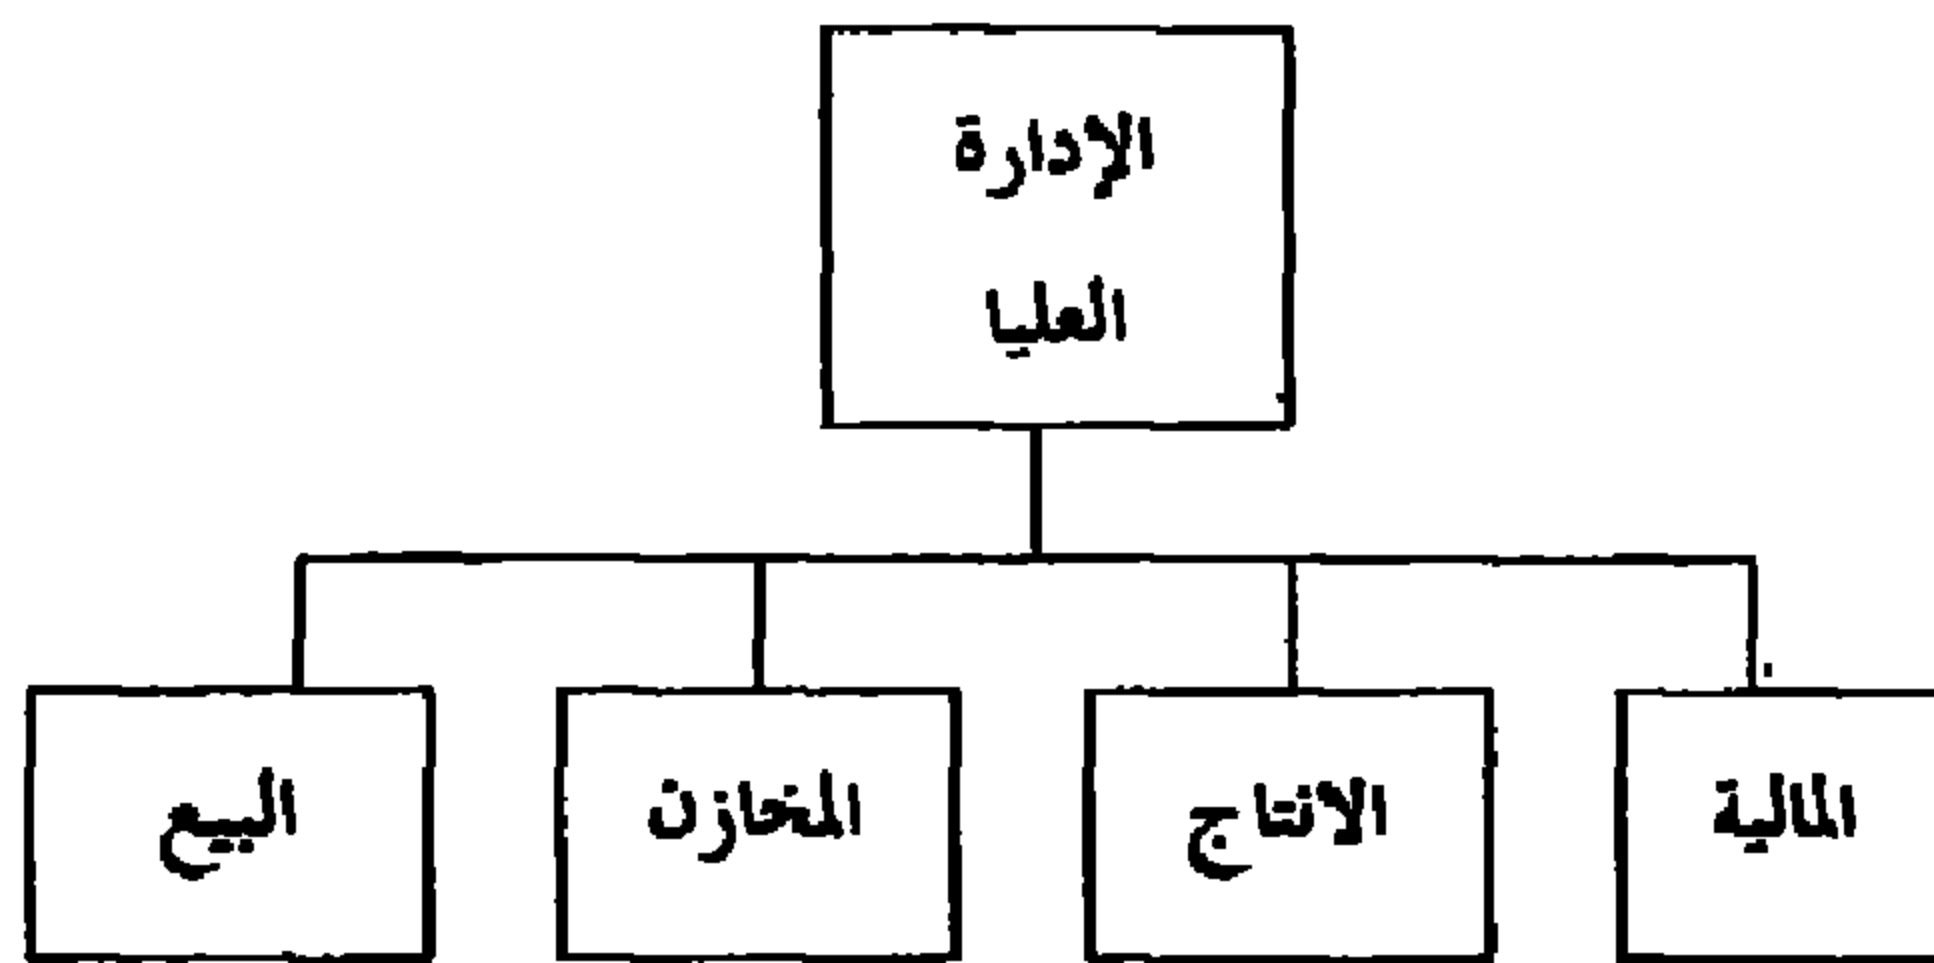 الإدارة
العليا
المالية
الانتاج
المخازن
البيع